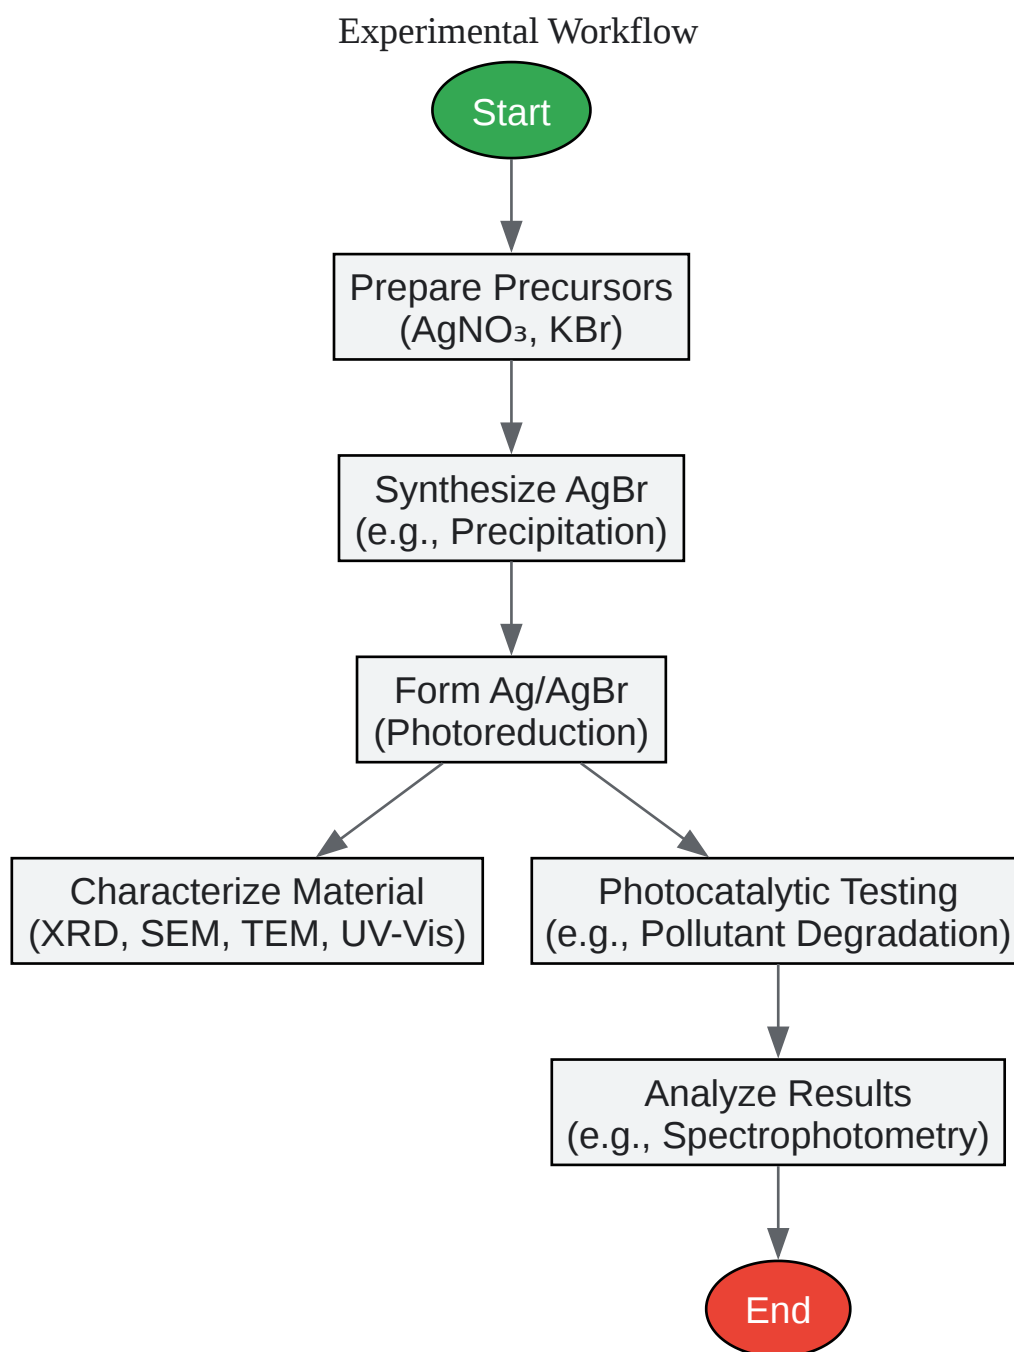 Experimental Workflow
Start
Prepare Precursors
(AgNO₃, KBr)
Synthesize AgBr
(e.g., Precipitation)
Form Ag/AgBr
(Photoreduction)
Characterize Material
(XRD, SEM, TEM, UV-Vis)
Photocatalytic Testing
(e.g., Pollutant Degradation)
Analyze Results
(e.g., Spectrophotometry)
End